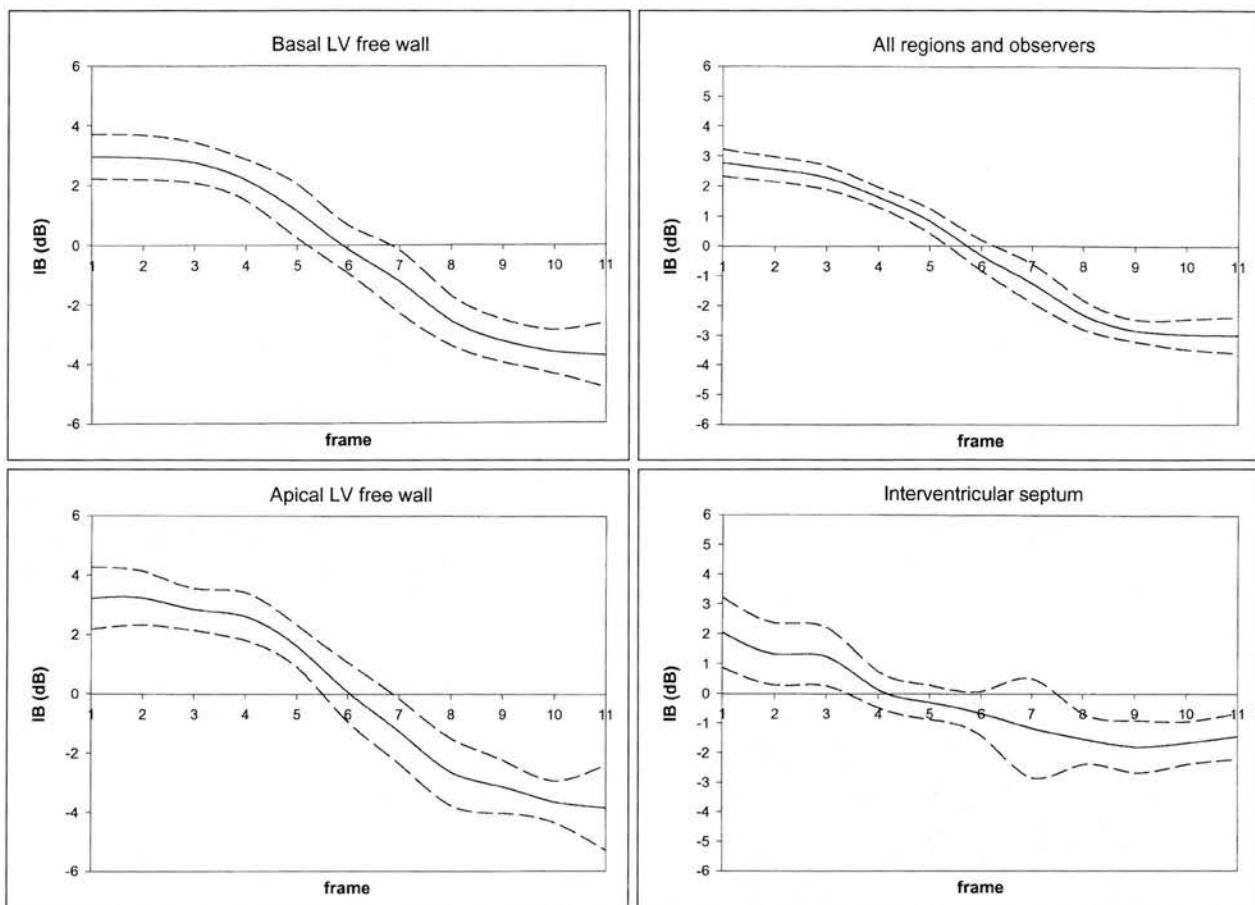 Basal LV free wall
6
4
2
0
1 2 3 4 5 6 7 8 9 10 11
-2
-4
-6
IB (dB)
frame
All regions and observers
6
5
4
3
2
1
0
1 2 3 4 5 6 7 8 9 10 11
-1
-2
-3
-4
-5
-6
IB (dB)
frame
Apical LV free wall
6
4
2
0
1 2 3 4 5 6 7 8 9 10 11
-2
-4
-6
IB (dB)
frame
Interventricular septum
6
5
4
3
2
1
0
1 2 3 4 5 6 7 8 9 10 11
-1
-2
-3
-4
-5
-6
IB (dB)
frame